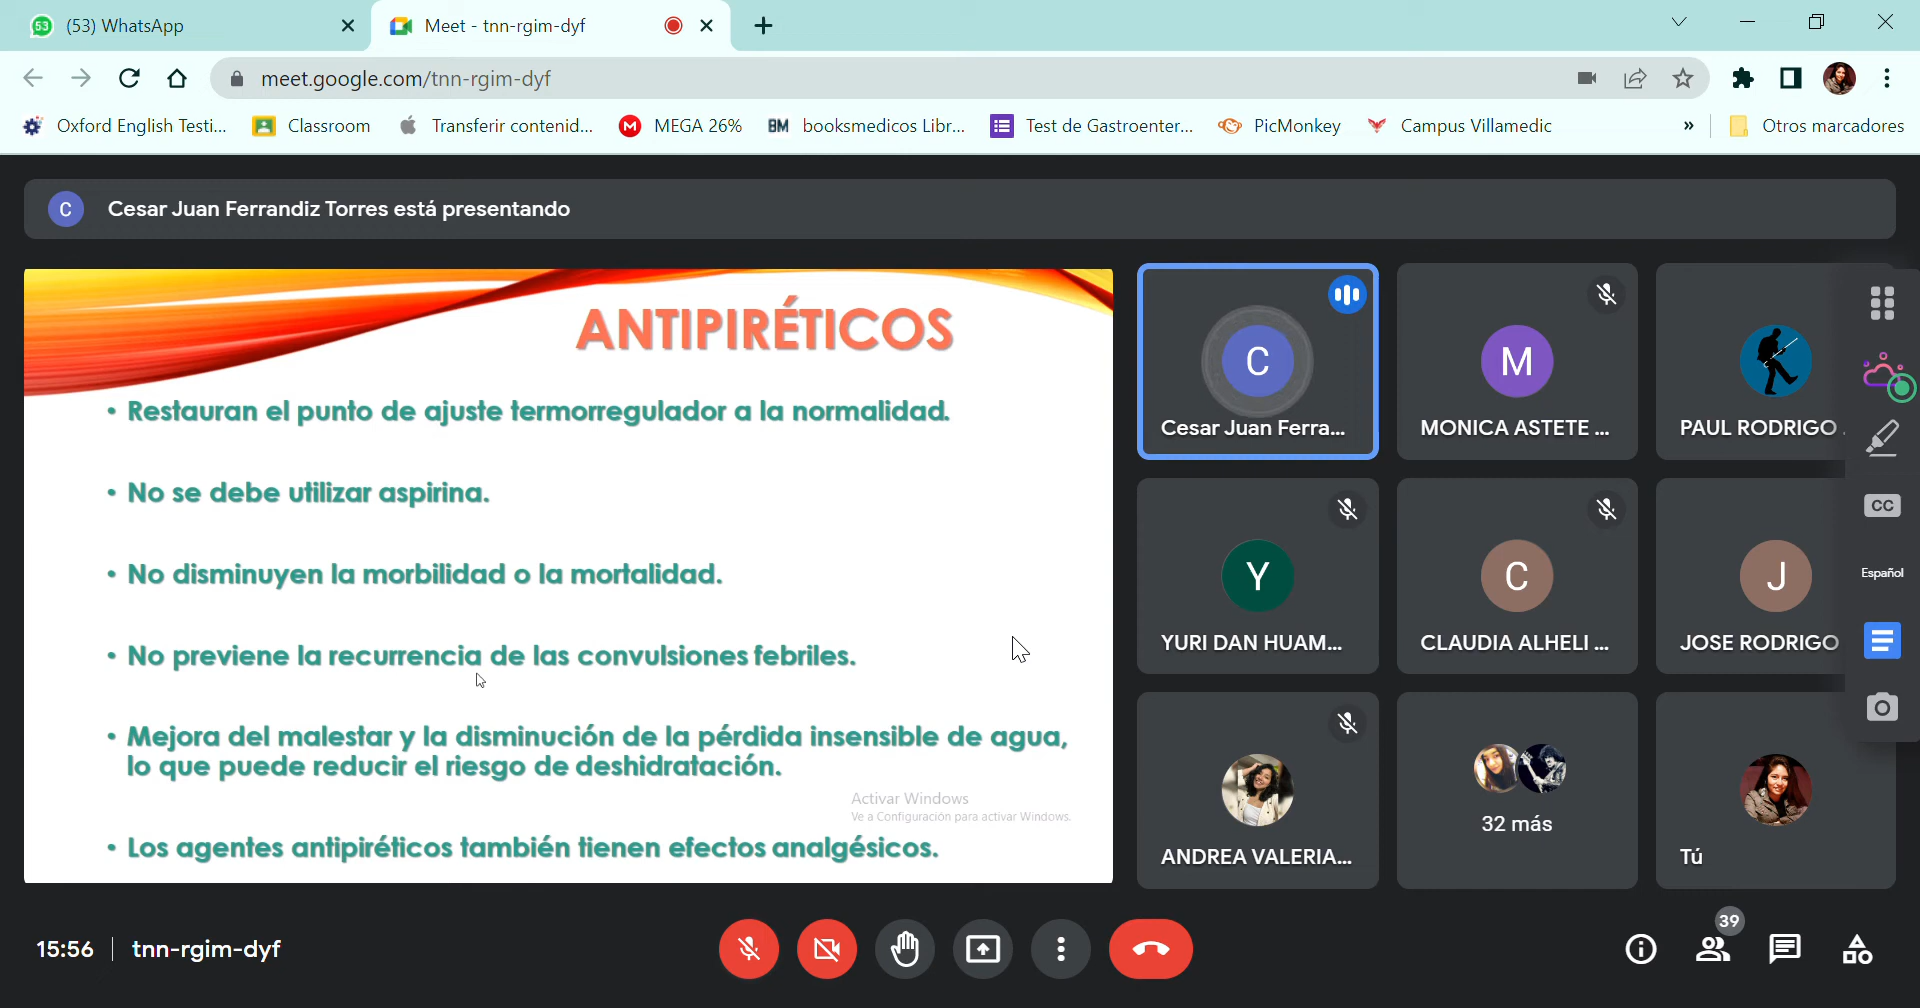 53
(53) WhatsApp
Meet - tnn-rgim-dyf
meet.google.com/tnn-rgim-dyf
Oxford English Testi...
Classroom
Transferir contenid...
M
MEGA 26%
BM
booksmedicos Libr...
Test de Gastroenter...
PicMonkey
Campus Villamedic
»
Otros marcadores
C
Cesar Juan Ferrandiz Torres está presentando
ANTIPIRÉTICOS
• Restauran el punto de ajuste termorregulador a la normalidad.
• No se debe utilizar aspirina.
• No disminuyen la morbilidad o la mortalidad.
• No previene la recurrencia de las convulsiones febriles.
• Mejora del malestar y la disminución de la pérdida insensible de agua,
lo que puede reducir el riesgo de deshidratación.
Activar Windows
Ve a Configuración para activar Windows.
• Los agentes antipiréticos también tienen efectos analgésicos.
C
Cesar Juan Ferra...
M
MONICA ASTETE ...
PAUL RODRIGO .
Y
YURI DAN HUAM...
C
CLAUDIA ALHELI ...
J
JOSE RODRIGO
ANDREA VALERIA...
32 más
Tú
CC
Español
15:56
tnn-rgim-dyf
39